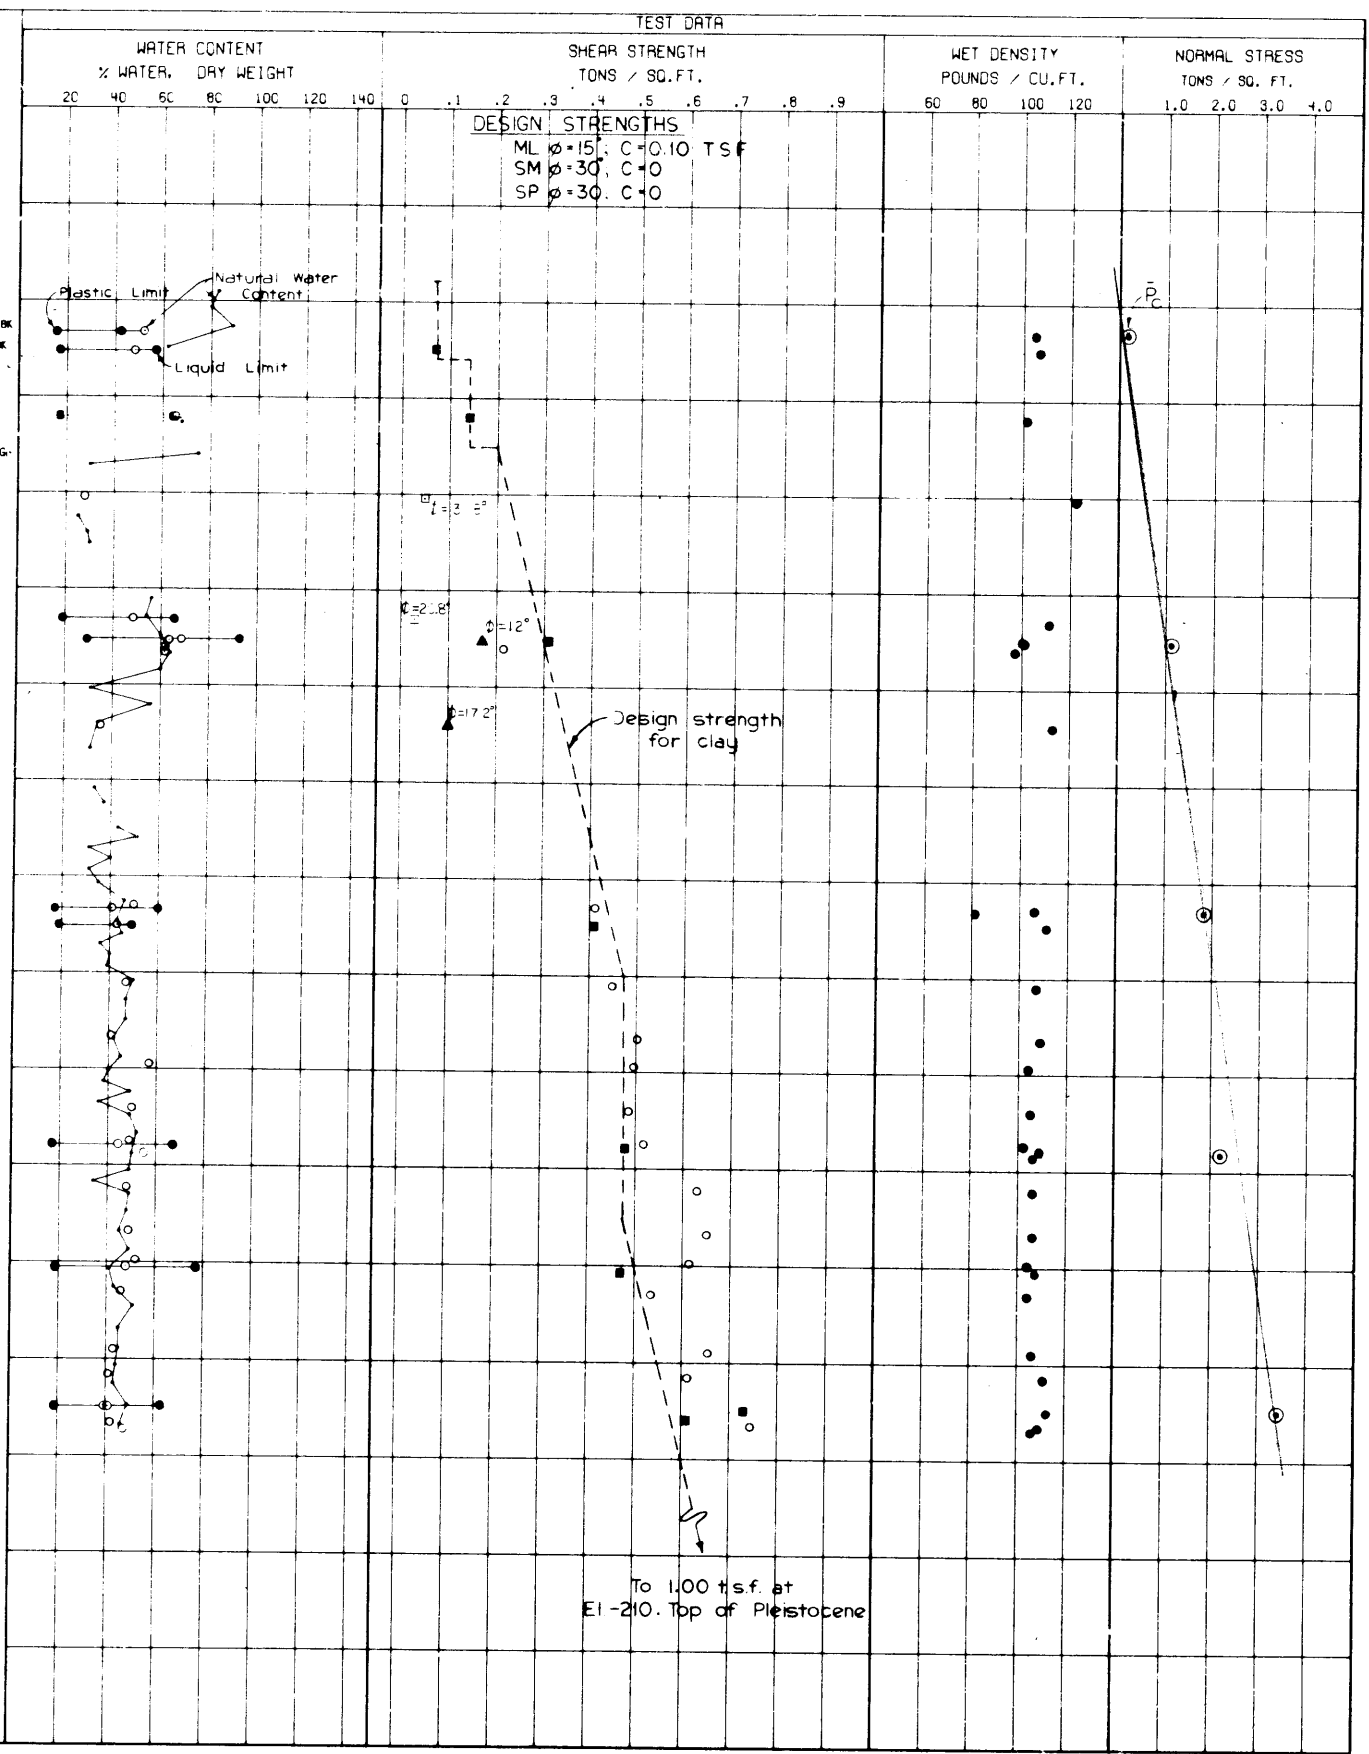 TEST DATA
WATER CONTENT
% WATER, DRY WEIGHT
20 40 60 80 100 120 140
SHEAR STRENGTH
TONS / SQ.FT.
0 .1 .2 .3 .4 .5 .6 .7 .8 .9
WET DENSITY
POUNDS / CU.FT.
60 80 100 120
NORMAL STRESS
TONS / SQ. FT.
1.0 2.0 3.0 4.0
DESIGN STRENGTHS
ML ø=15°, C=0.10 TSF
SM ø=30°, C=0
SP ø=30. C=0
Plastic Limit
Natural Water
Content
Liquid Limit
P̄c
Φ=12°
Φ=17.2°
Design strength
for clay
To 1.00 t.s.f. at
El -210. Top of Pleistocene